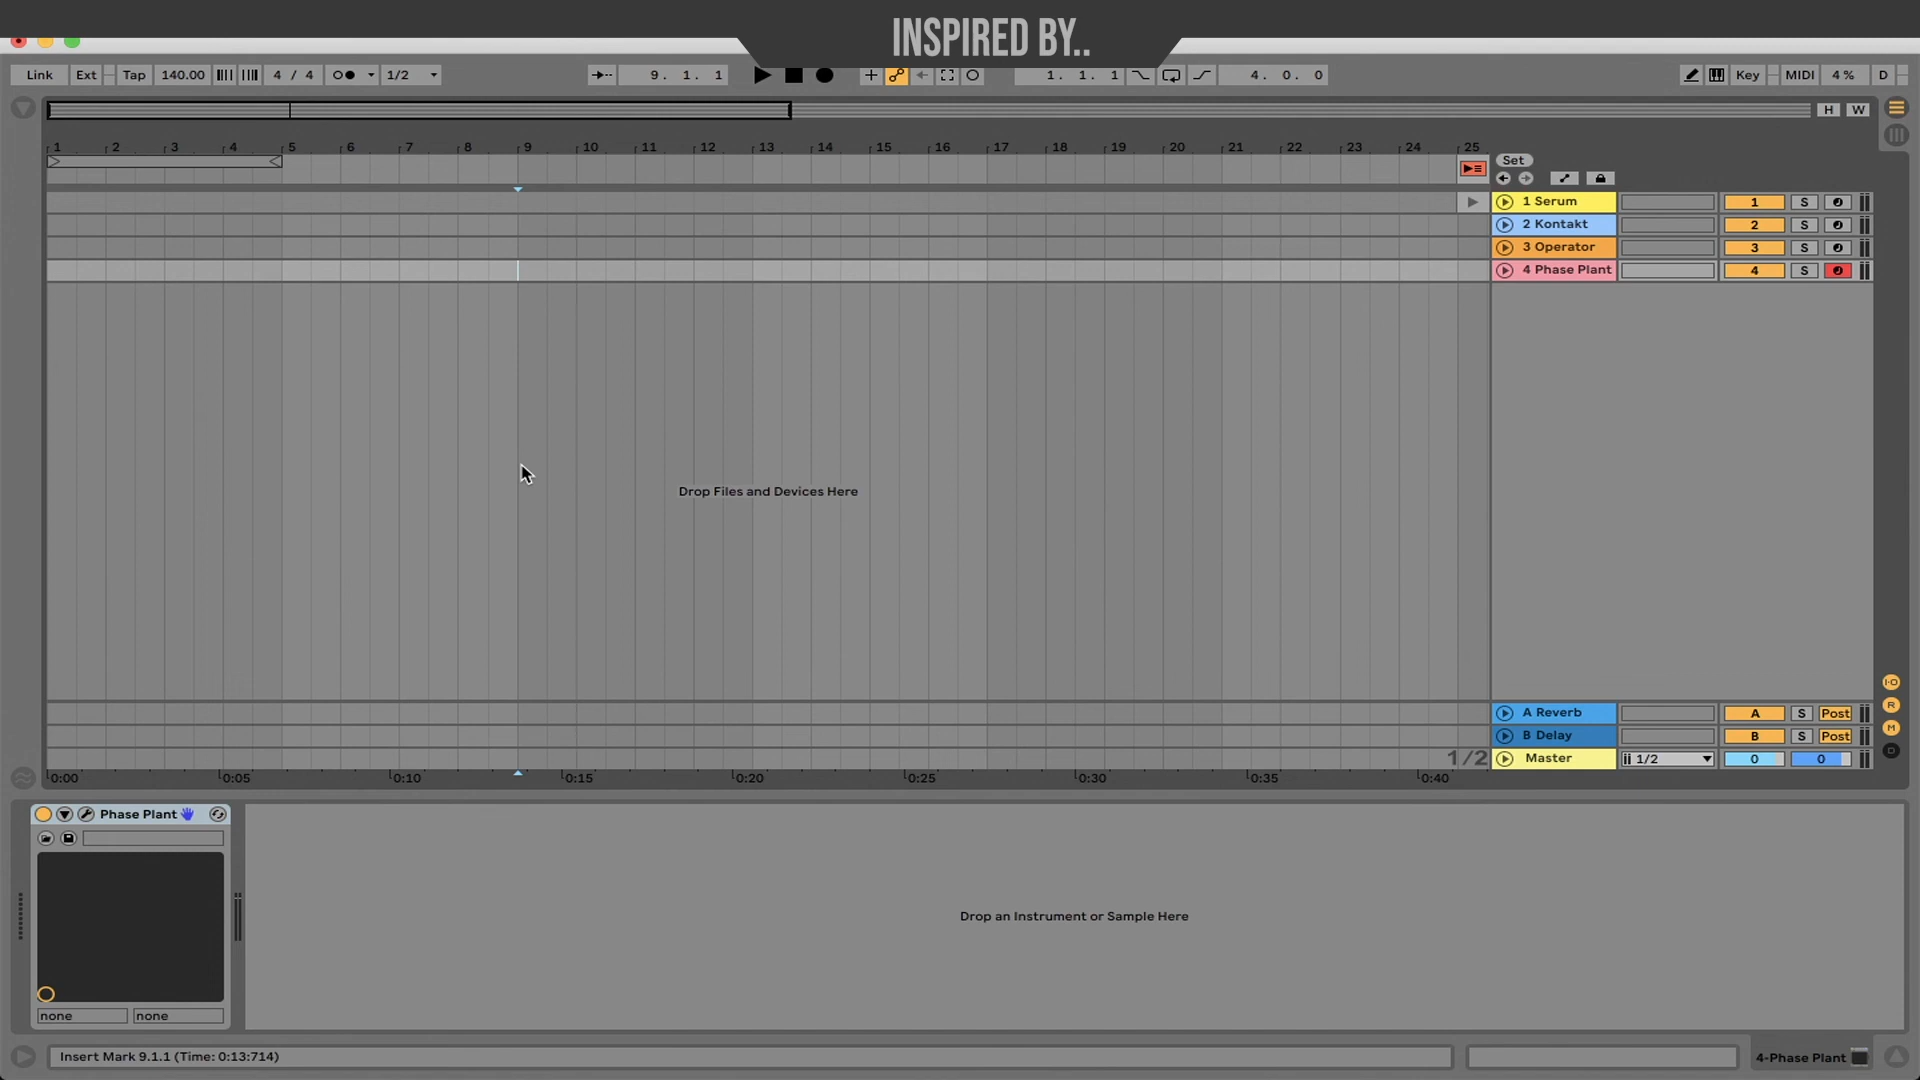 INSPIRED BY..
Link Ext Tap 140.00 4 / 4 1/2 9. 1. 1 1. 1. 1 4. 0. 0 Key MIDI 4 % D
H W
1 2 3 4 5 6 7 8 9 10 11 12 13 14 15 16 17 18 19 20 21 22 23 24 25
Set
1 Serum 1 S
2 Kontakt 2 S
3 Operator 3 S
4 Phase Plant 4 S
Drop Files and Devices Here
A Reverb A S Post
B Delay B S Post
1/2 Master 1/2 0 0
0:00 0:05 0:10 0:15 0:20 0:25 0:30 0:35 0:40
I·O
R
M
D
Phase Plant
Drop an Instrument or Sample Here
none none
Insert Mark 9.1.1 (Time: 0:13:714) 4-Phase Plant